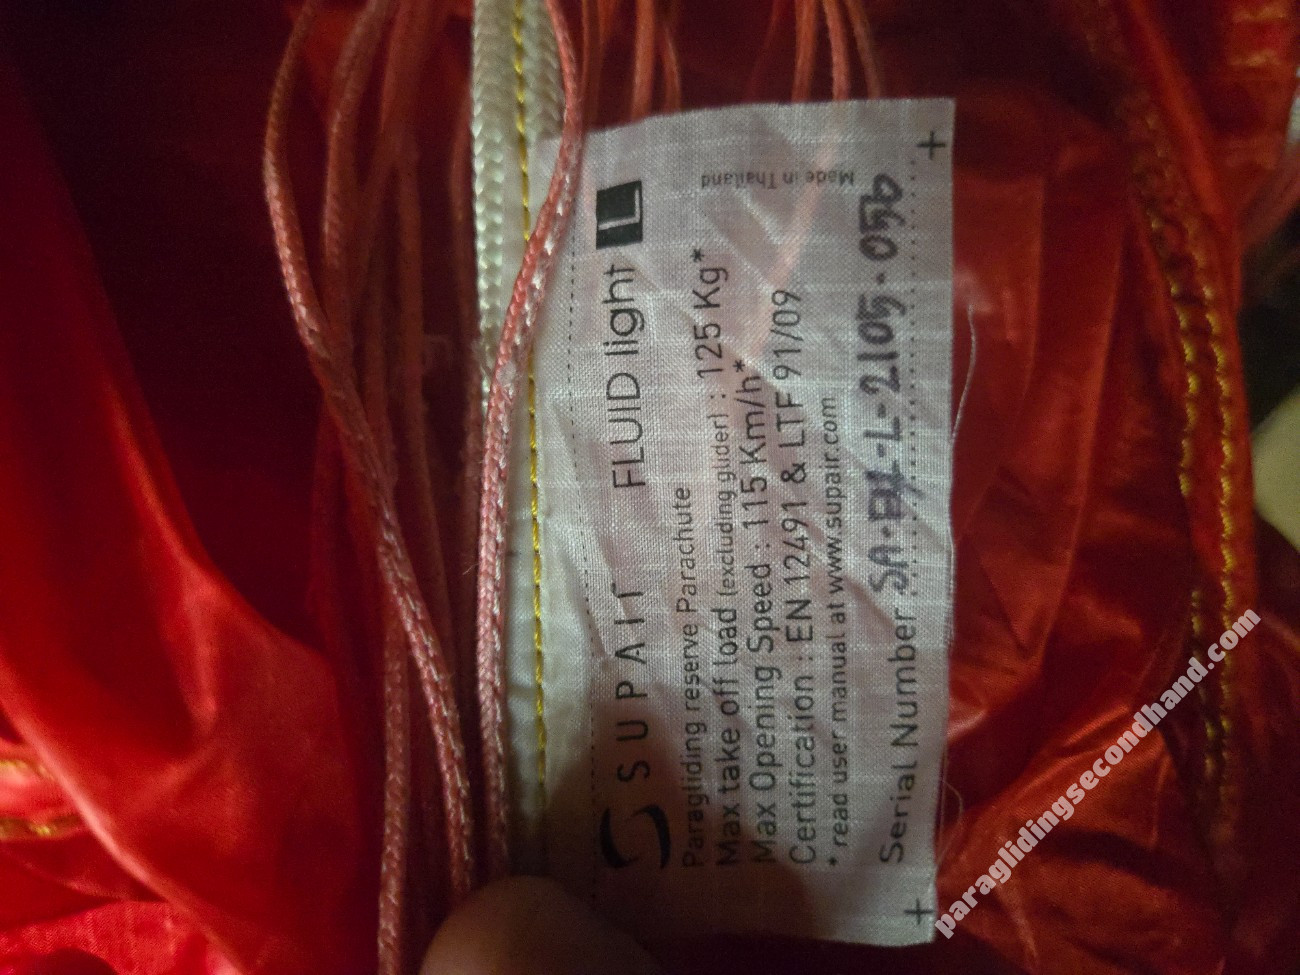 SUPAIR FLUID light L
Paragliding reserve Parachute
Max take off load (excluding glider) : 125 Kg*
Max Opening Speed : 115 Km/h*
Certification : EN 12491 & LTF 91/09
* read user manual at www.supair.com
Serial Number
Made in Thailand
paraglidingsecondhand.com